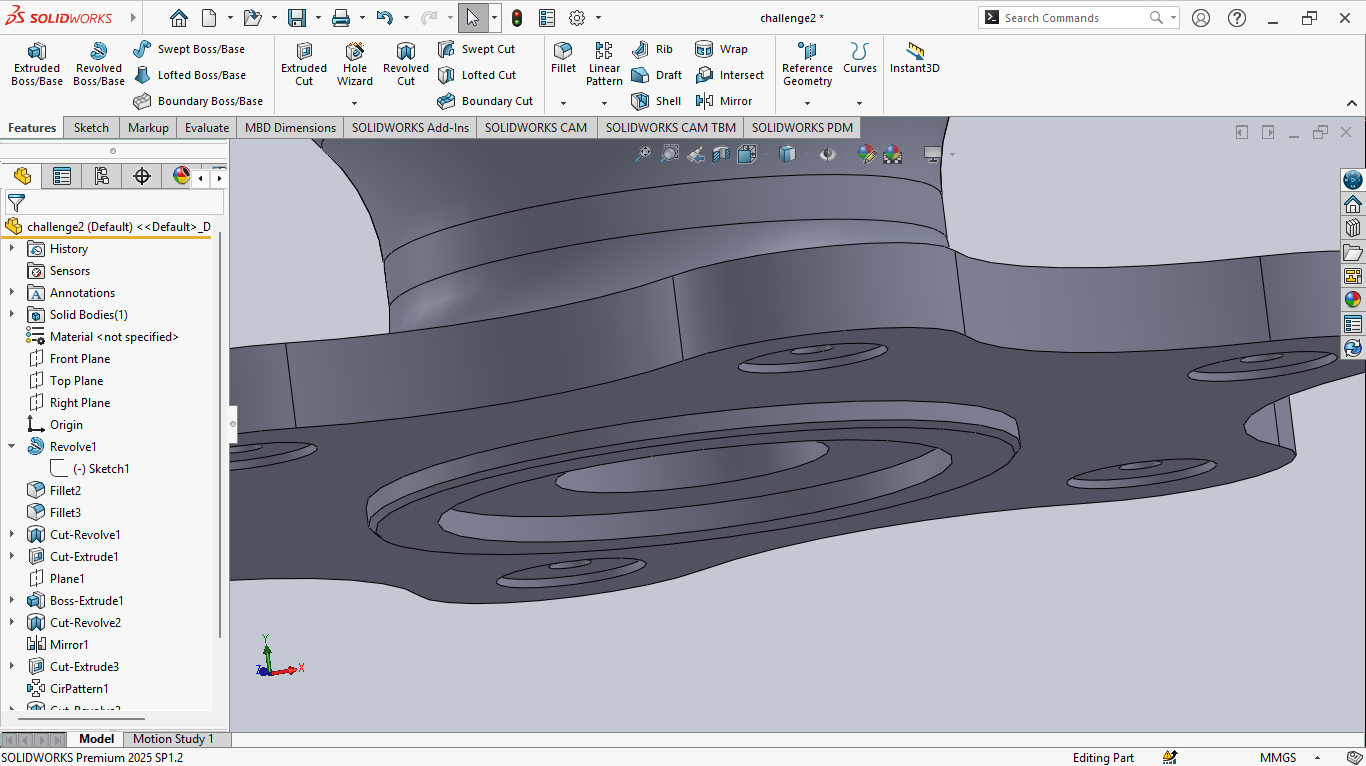 SOLIDWORKS
challenge2 *
Search Commands
Extruded Boss/Base
Revolved Boss/Base
Swept Boss/Base
Lofted Boss/Base
Boundary Boss/Base
Extruded Cut
Hole Wizard
Revolved Cut
Swept Cut
Lofted Cut
Boundary Cut
Fillet
Linear Pattern
Rib
Draft
Shell
Wrap
Intersect
Mirror
Reference Geometry
Curves
Instant3D
Features
Sketch
Markup
Evaluate
MBD Dimensions
SOLIDWORKS Add-Ins
SOLIDWORKS CAM
SOLIDWORKS CAM TBM
SOLIDWORKS PDM
challenge2 (Default) <<Default>_D
History
Sensors
Annotations
Solid Bodies(1)
Material <not specified>
Front Plane
Top Plane
Right Plane
Origin
Revolve1
(-) Sketch1
Fillet2
Fillet3
Cut-Revolve1
Cut-Extrude1
Plane1
Boss-Extrude1
Cut-Revolve2
Mirror1
Cut-Extrude3
CirPattern1
Y
Z
X
Model
Motion Study 1
SOLIDWORKS Premium 2025 SP1.2
Editing Part
MMGS